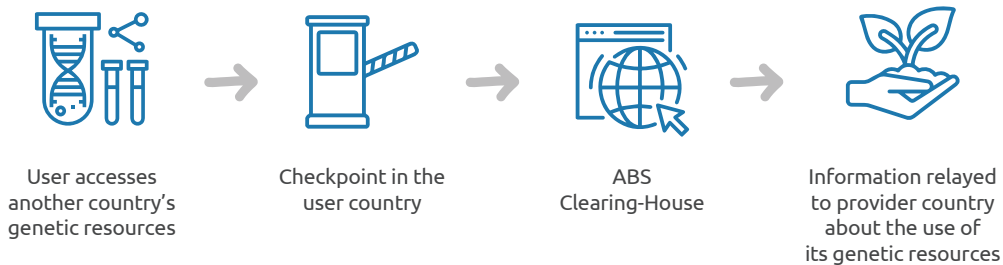 User accesses
another country's
genetic resources
Checkpoint in the
user country
ABS
Clearing-House
Information relayed
to provider country
about the use of
its genetic resources